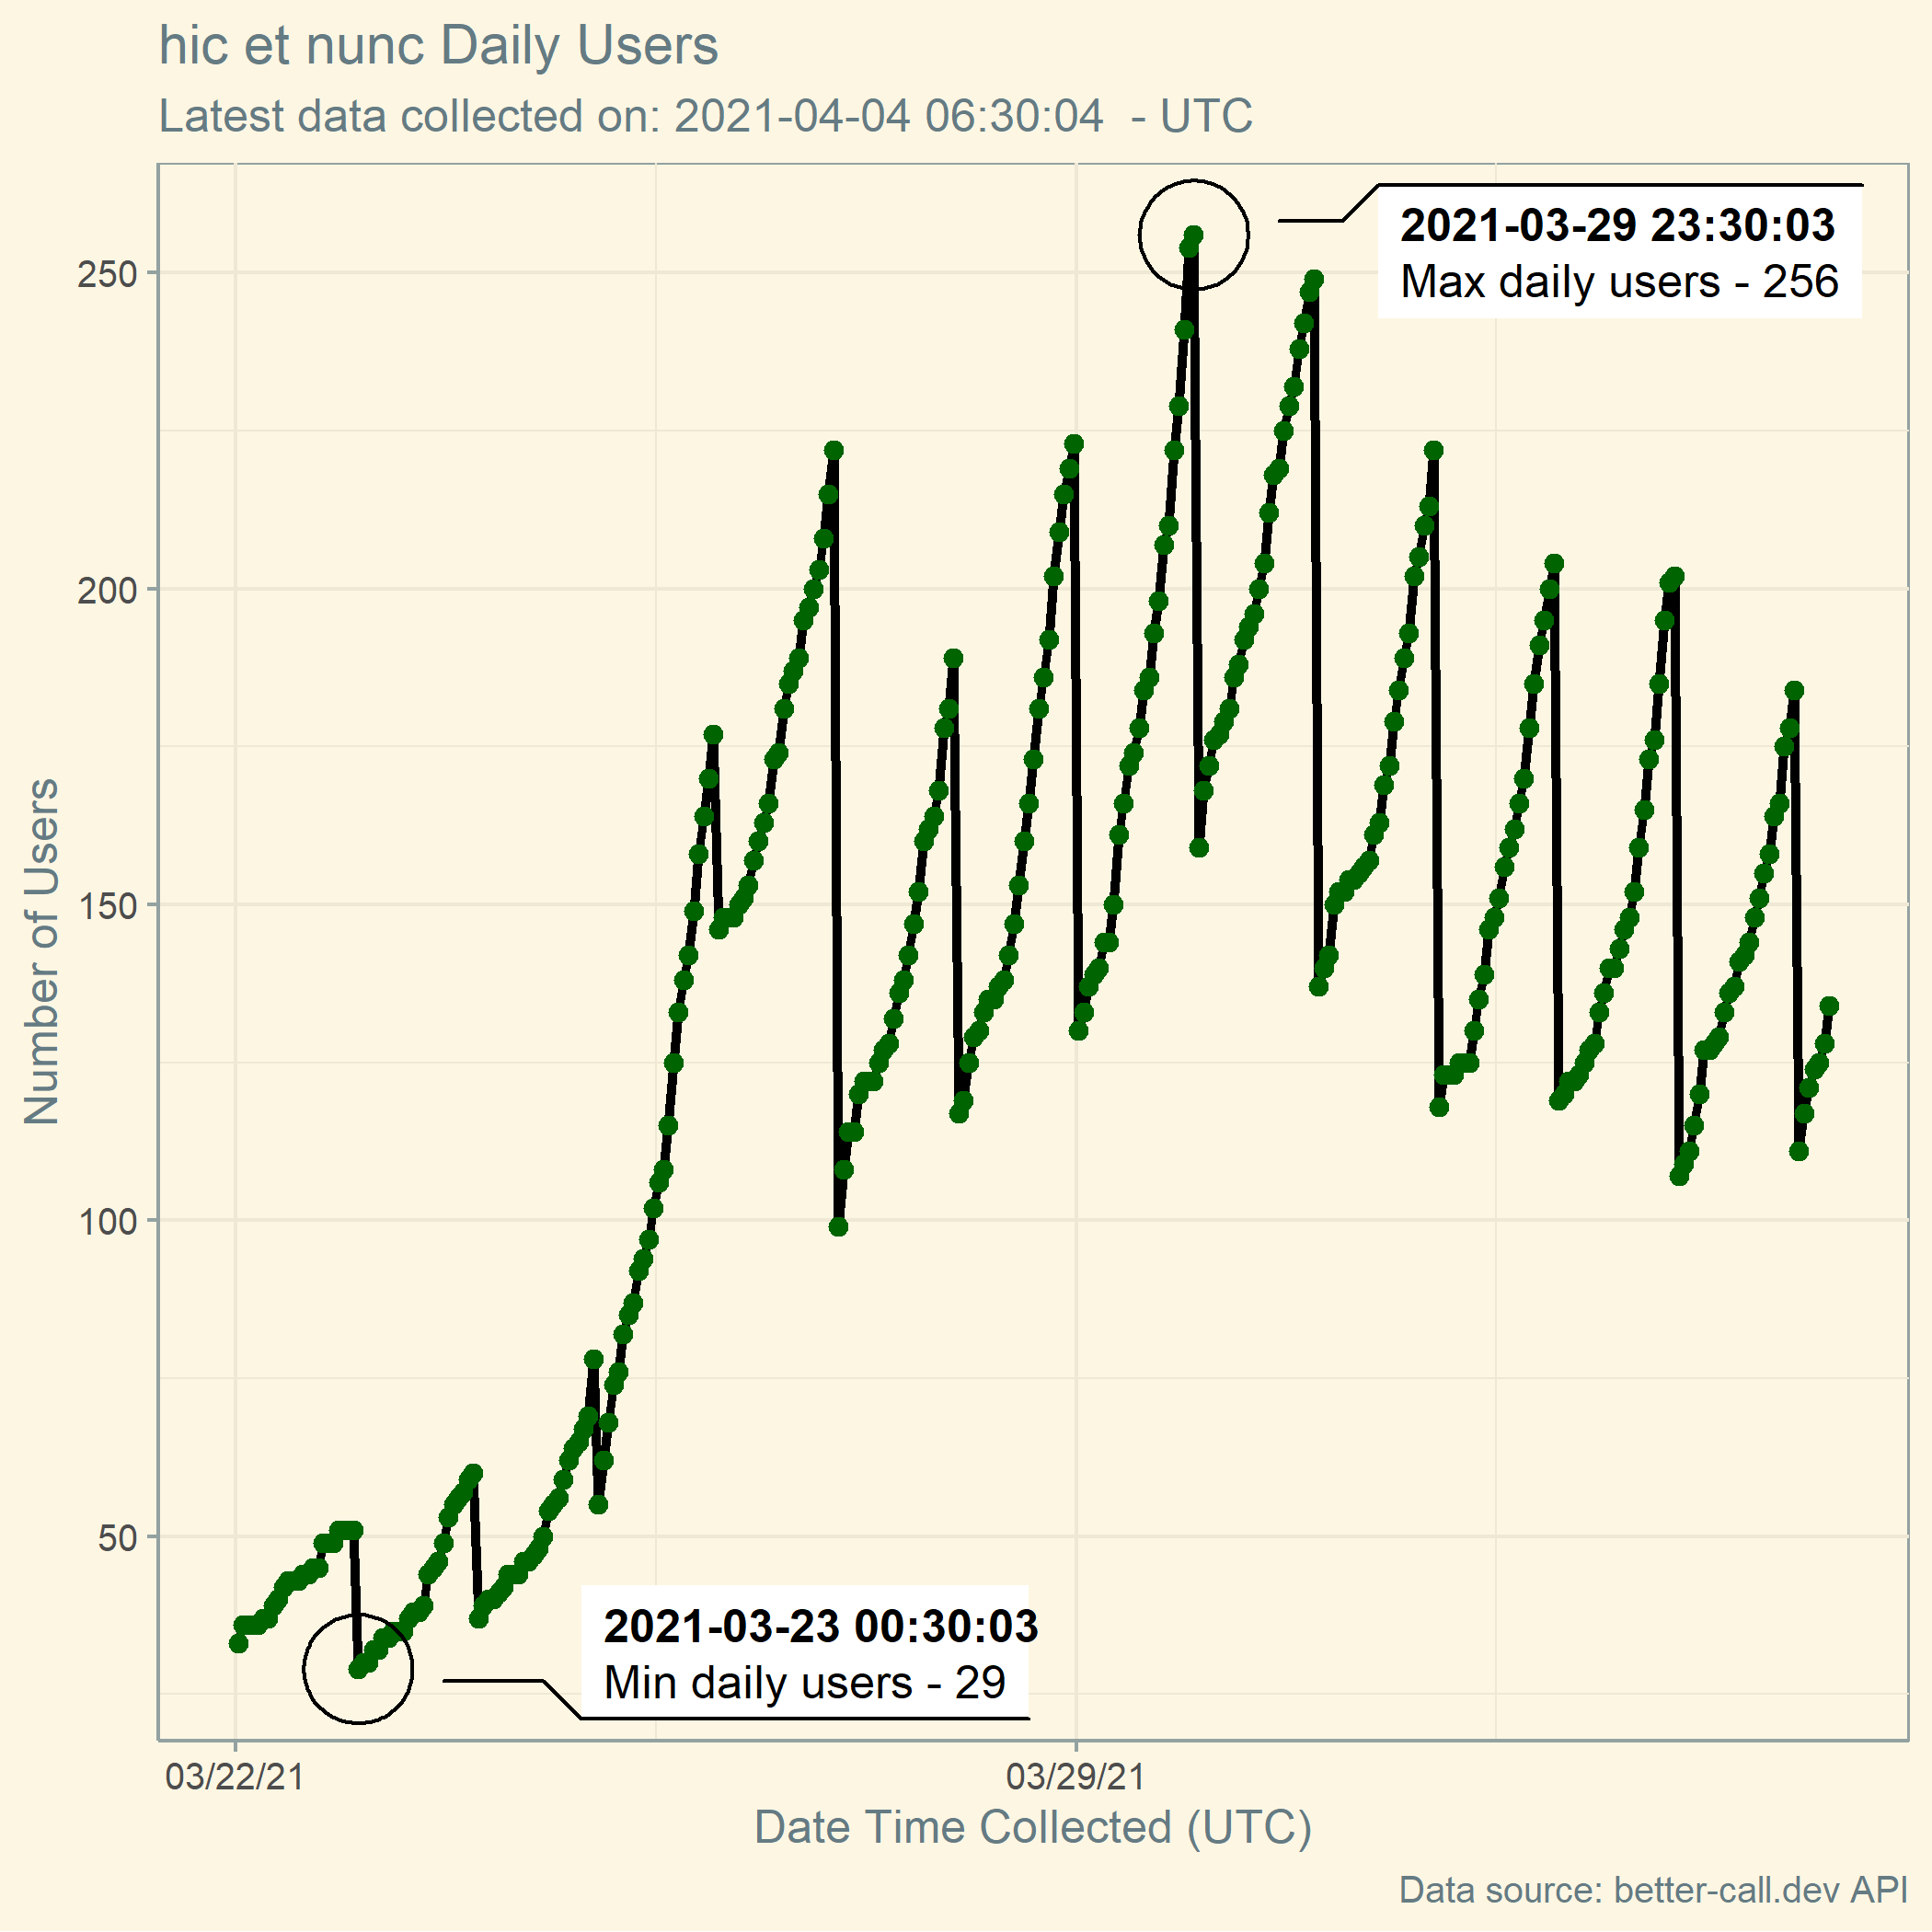 hic et nunc Daily Users
Latest data collected on: 2021-04-04 06:30:04  - UTC
2021-03-29 23:30:03
Max daily users - 256
250
200
150
100
50
Number of Users
2021-03-23 00:30:03
Min daily users - 29
03/22/21
03/29/21
Date Time Collected (UTC)
Data source: better-call.dev API